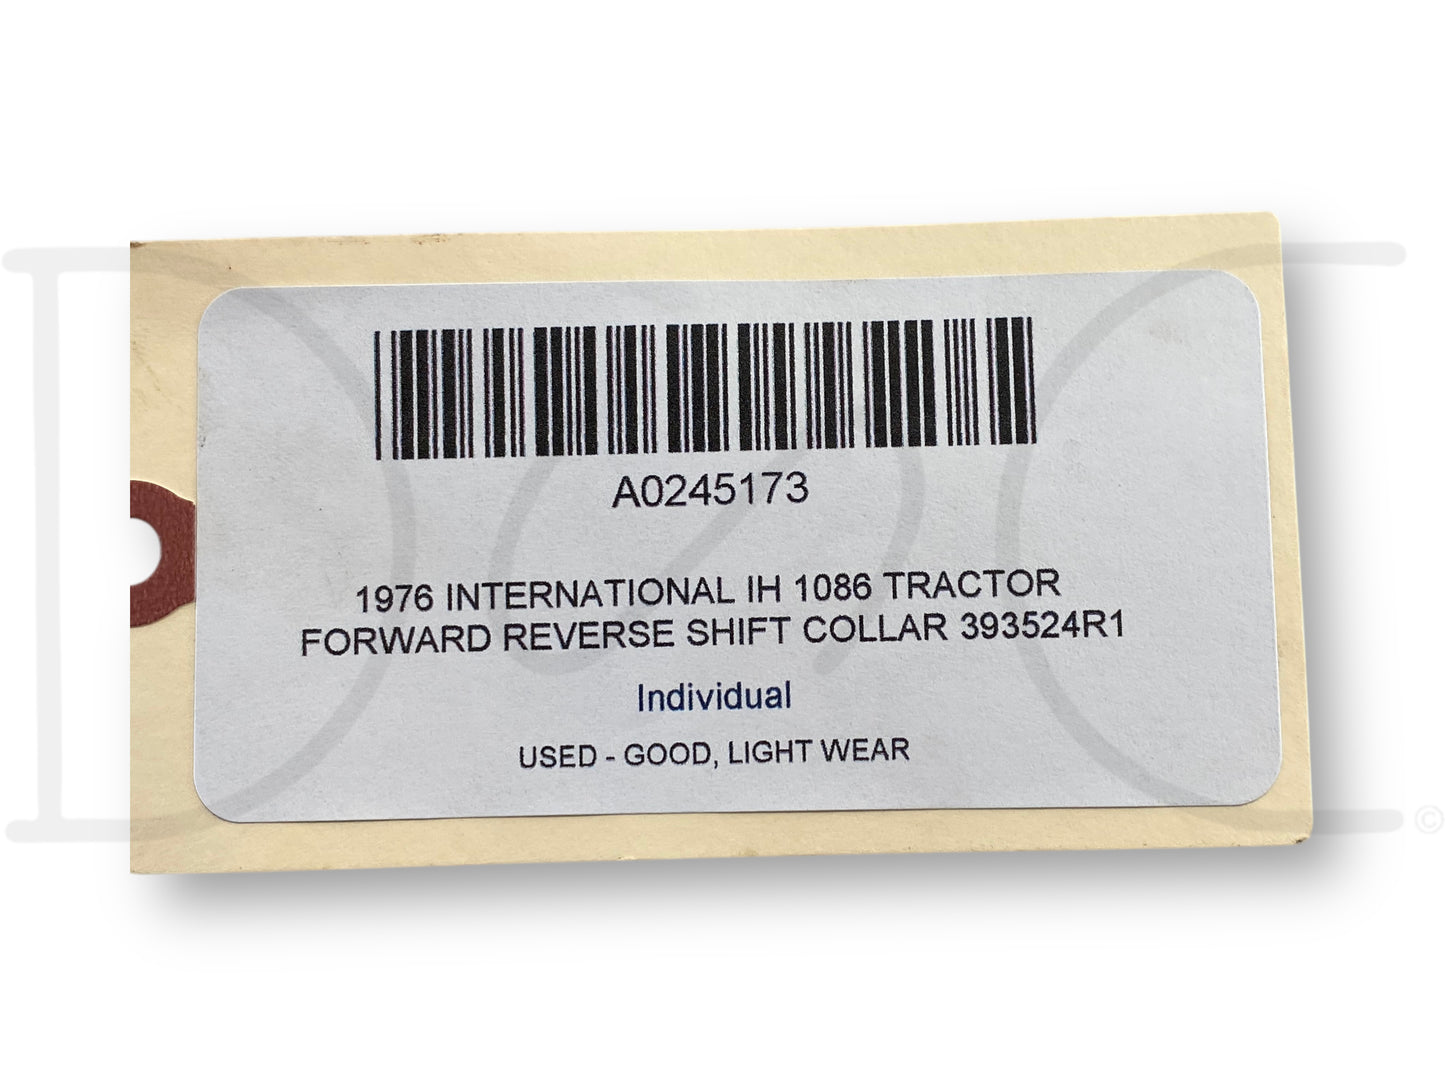 A0245173
1976 INTERNATIONAL IH 1086 TRACTOR
FORWARD REVERSE SHIFT COLLAR 393524R1
Individual
USED - GOOD, LIGHT WEAR
©